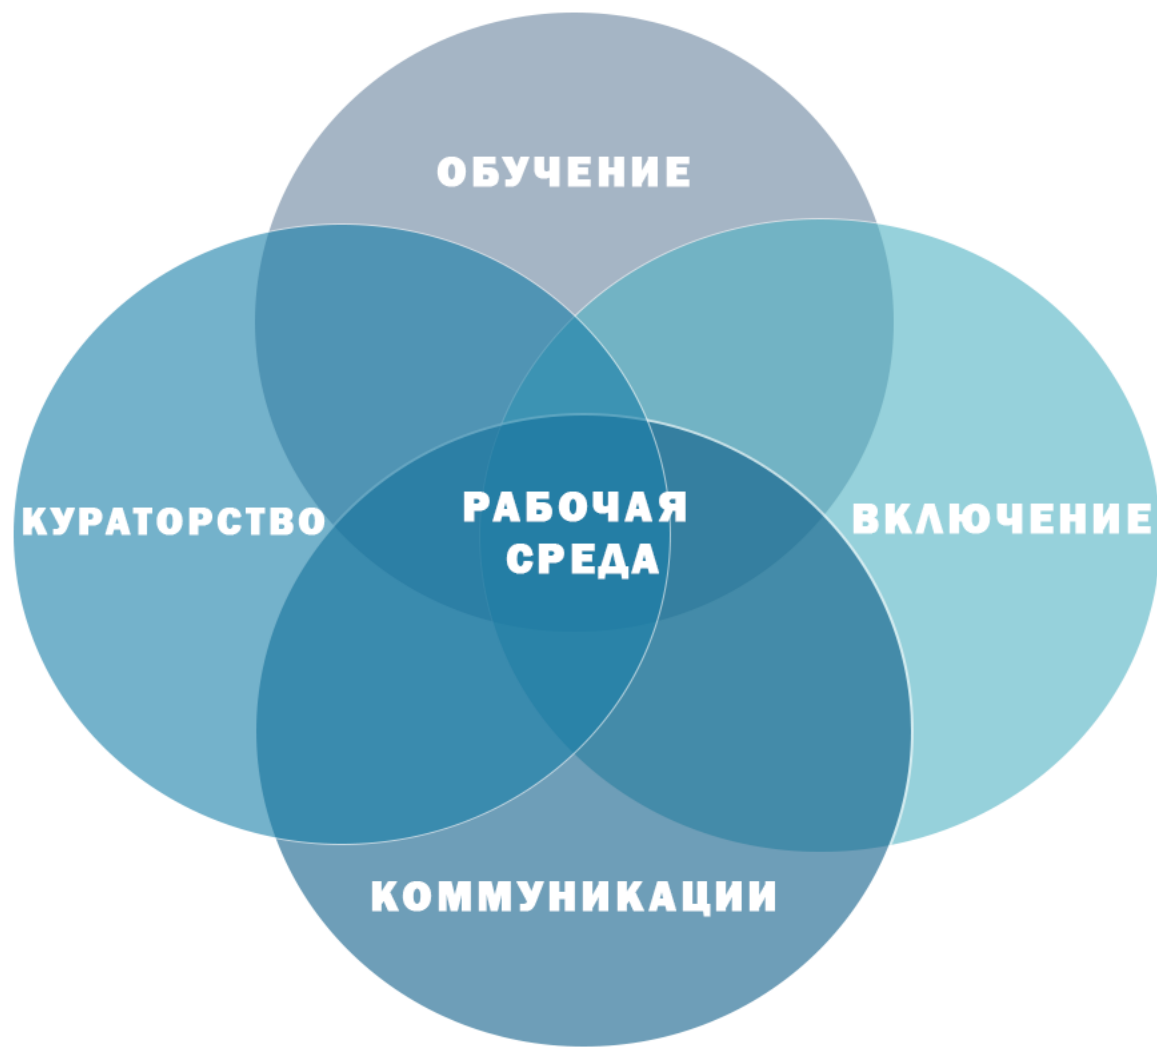 ОБУЧЕНИЕ
КУРАТОРСТВО
РАБОЧАЯ
СРЕДА
ВКЛЮЧЕНИЕ
КОММУНИКАЦИИ